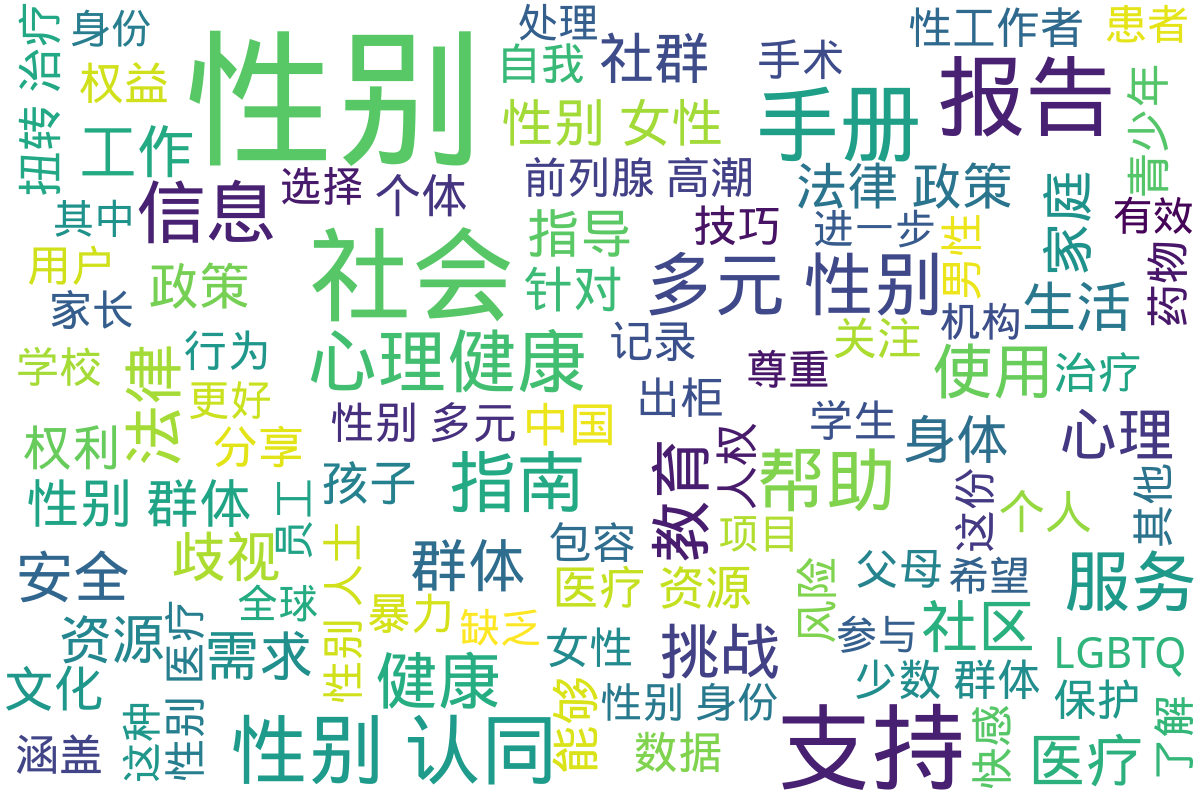 治疗
身份
性别
处理
自我
社群
手术
性工作者
患者
权益
报告
手册
青少年
扭转
工作
性别 女性
前列腺 高潮
法律 政策
家庭
有效
选择
个体
信息
其中
指导
技巧
进一步
男性
药物
用户
政策
社会
针对
多元 性别
生活
家长
机构
记录
关注
心理健康
尊重
使用
治疗
学校
法律
行为
更好
出柜
权利
分享
性别 多元
中国
学生
身体
心理
人权
教育
帮助
孩子
指南
性别 群体
员工
这份
个人
其他
项目
安全
歧视
群体
包容
父母
希望
服务
全球
性别 人士
暴力
缺乏
医疗 资源
风险
参与
社区
LGBTQ
资源
性别 医疗
需求
女性
挑战
少数 群体
文化
健康
性别 身份
保护
涵盖
这种
性别 认同
能够
数据
支持
快感
医疗
了解